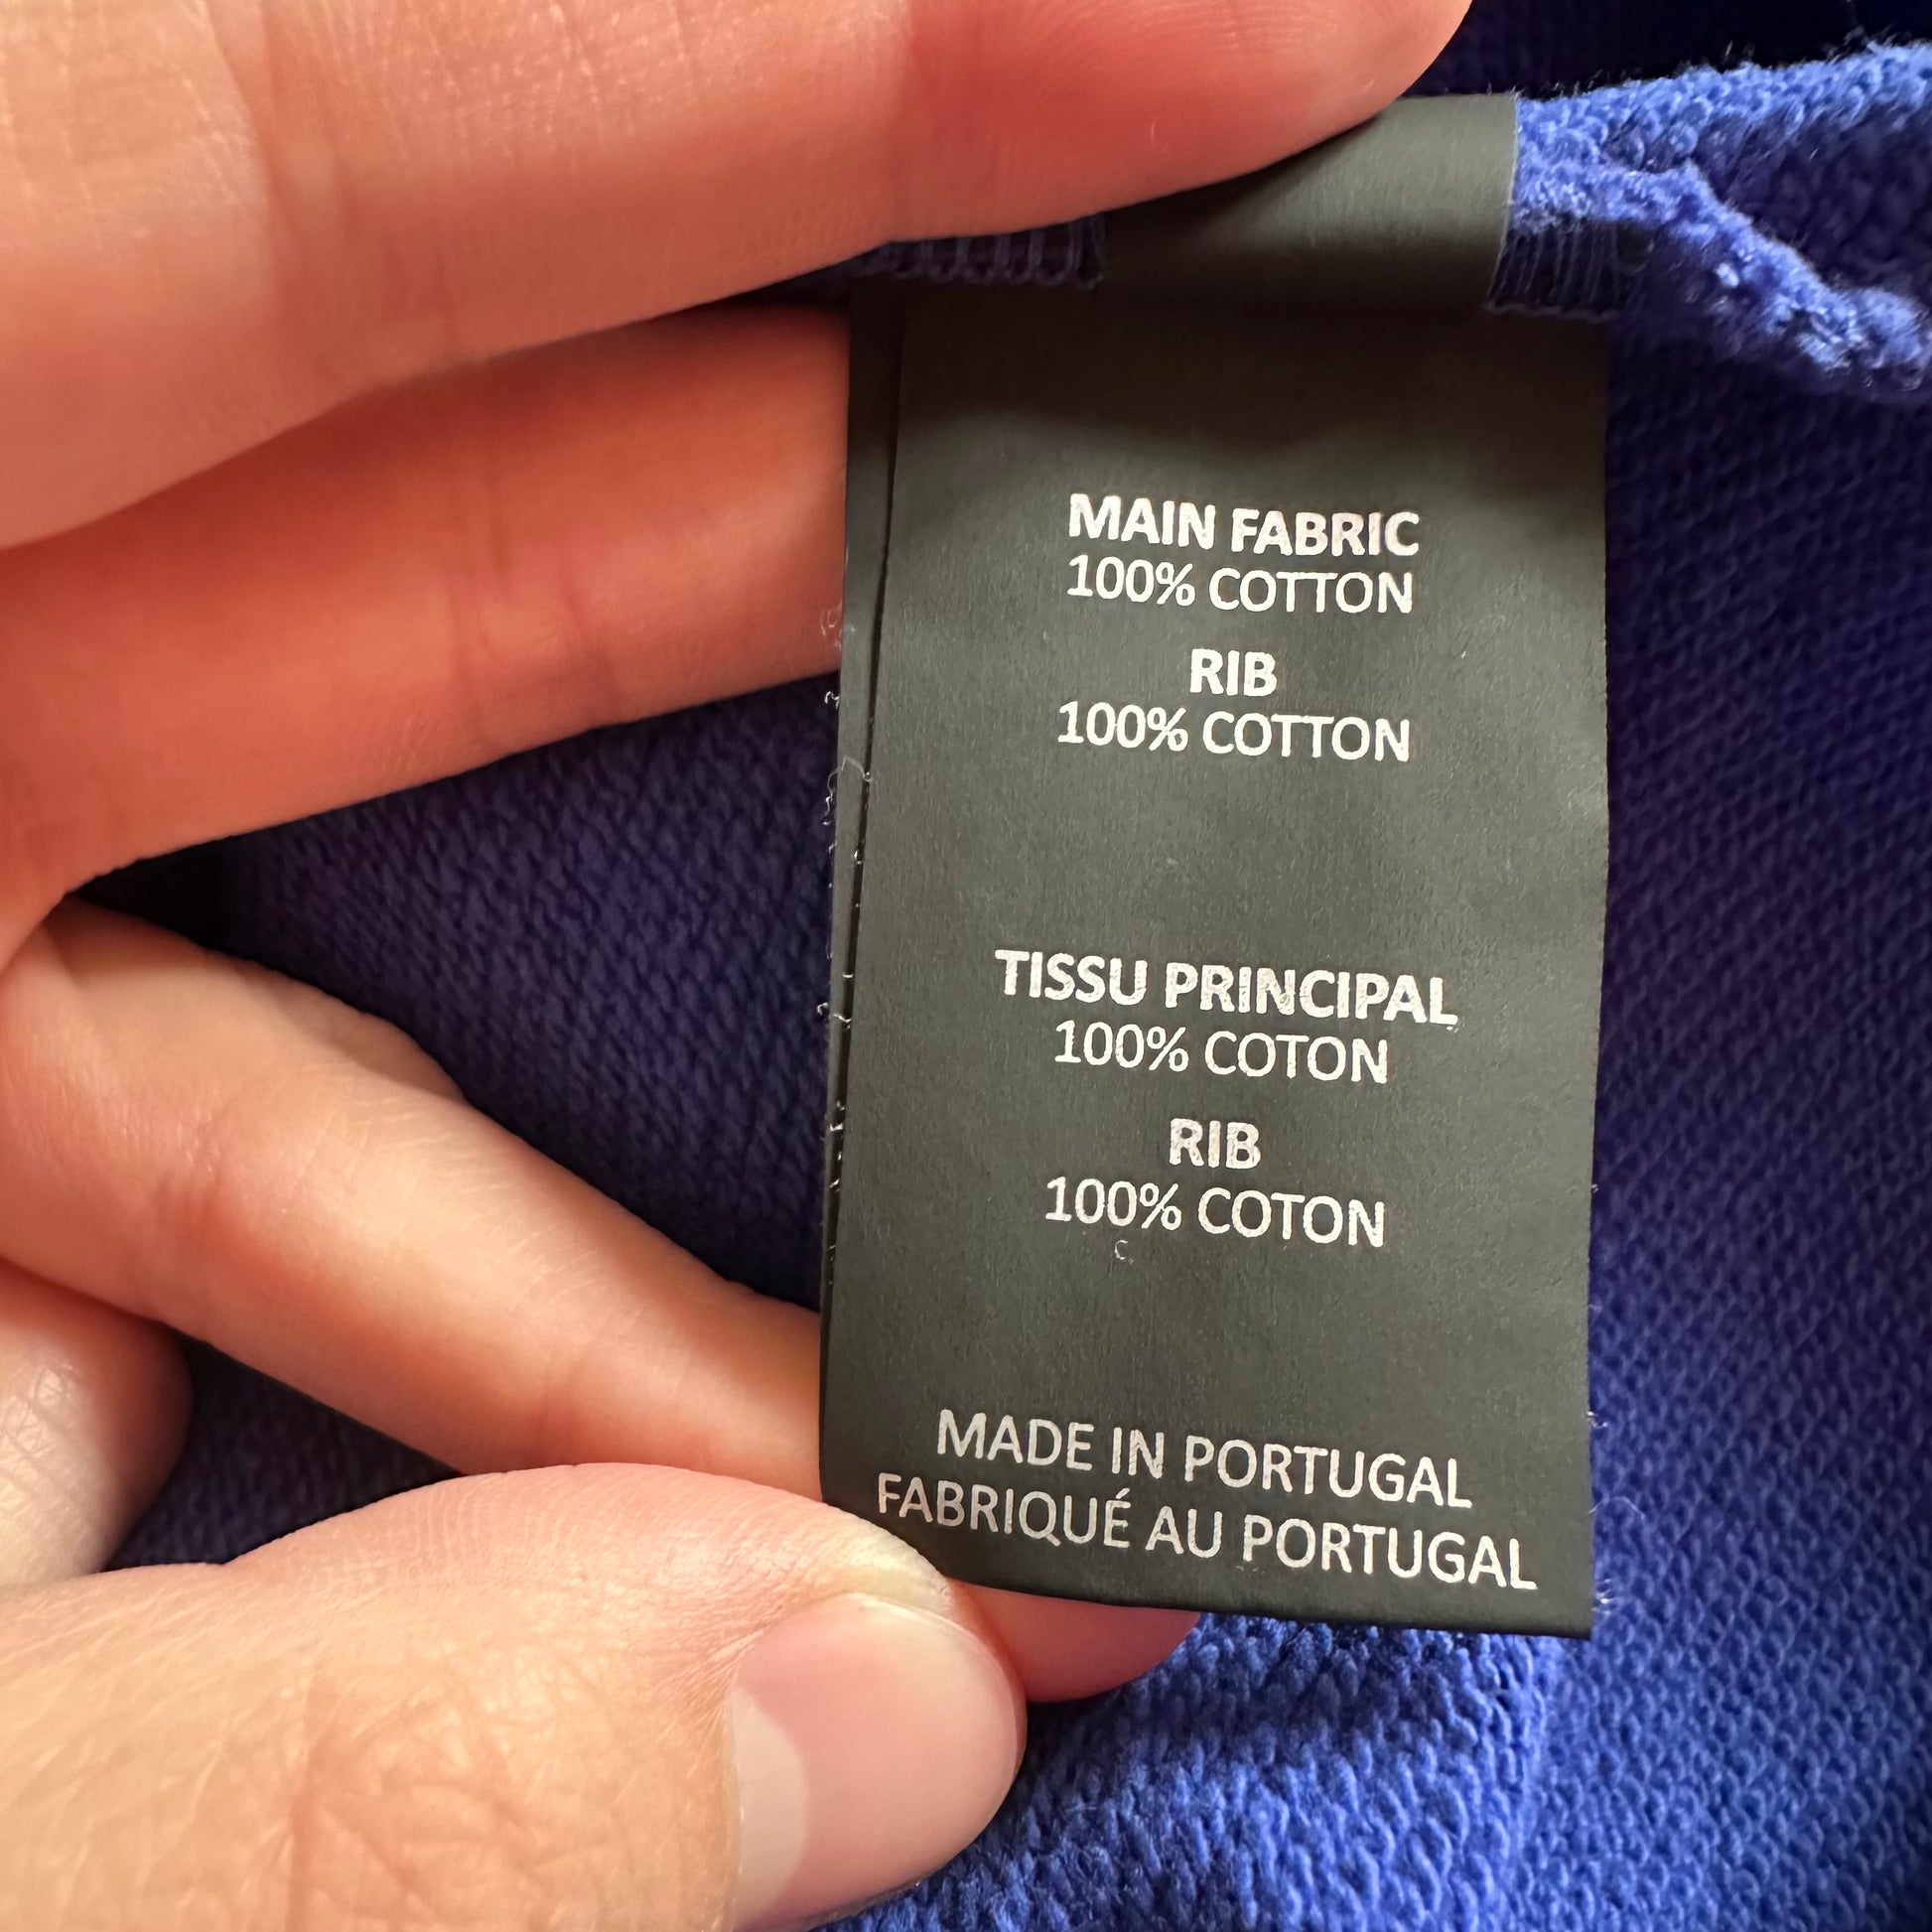 MAIN FABRIC
100% COTTON
RIB
100% COTTON
TISSU PRINCIPAL
100% COTON
RIB
100% COTON
MADE IN PORTUGAL
FABRIQUÉ AU PORTUGAL